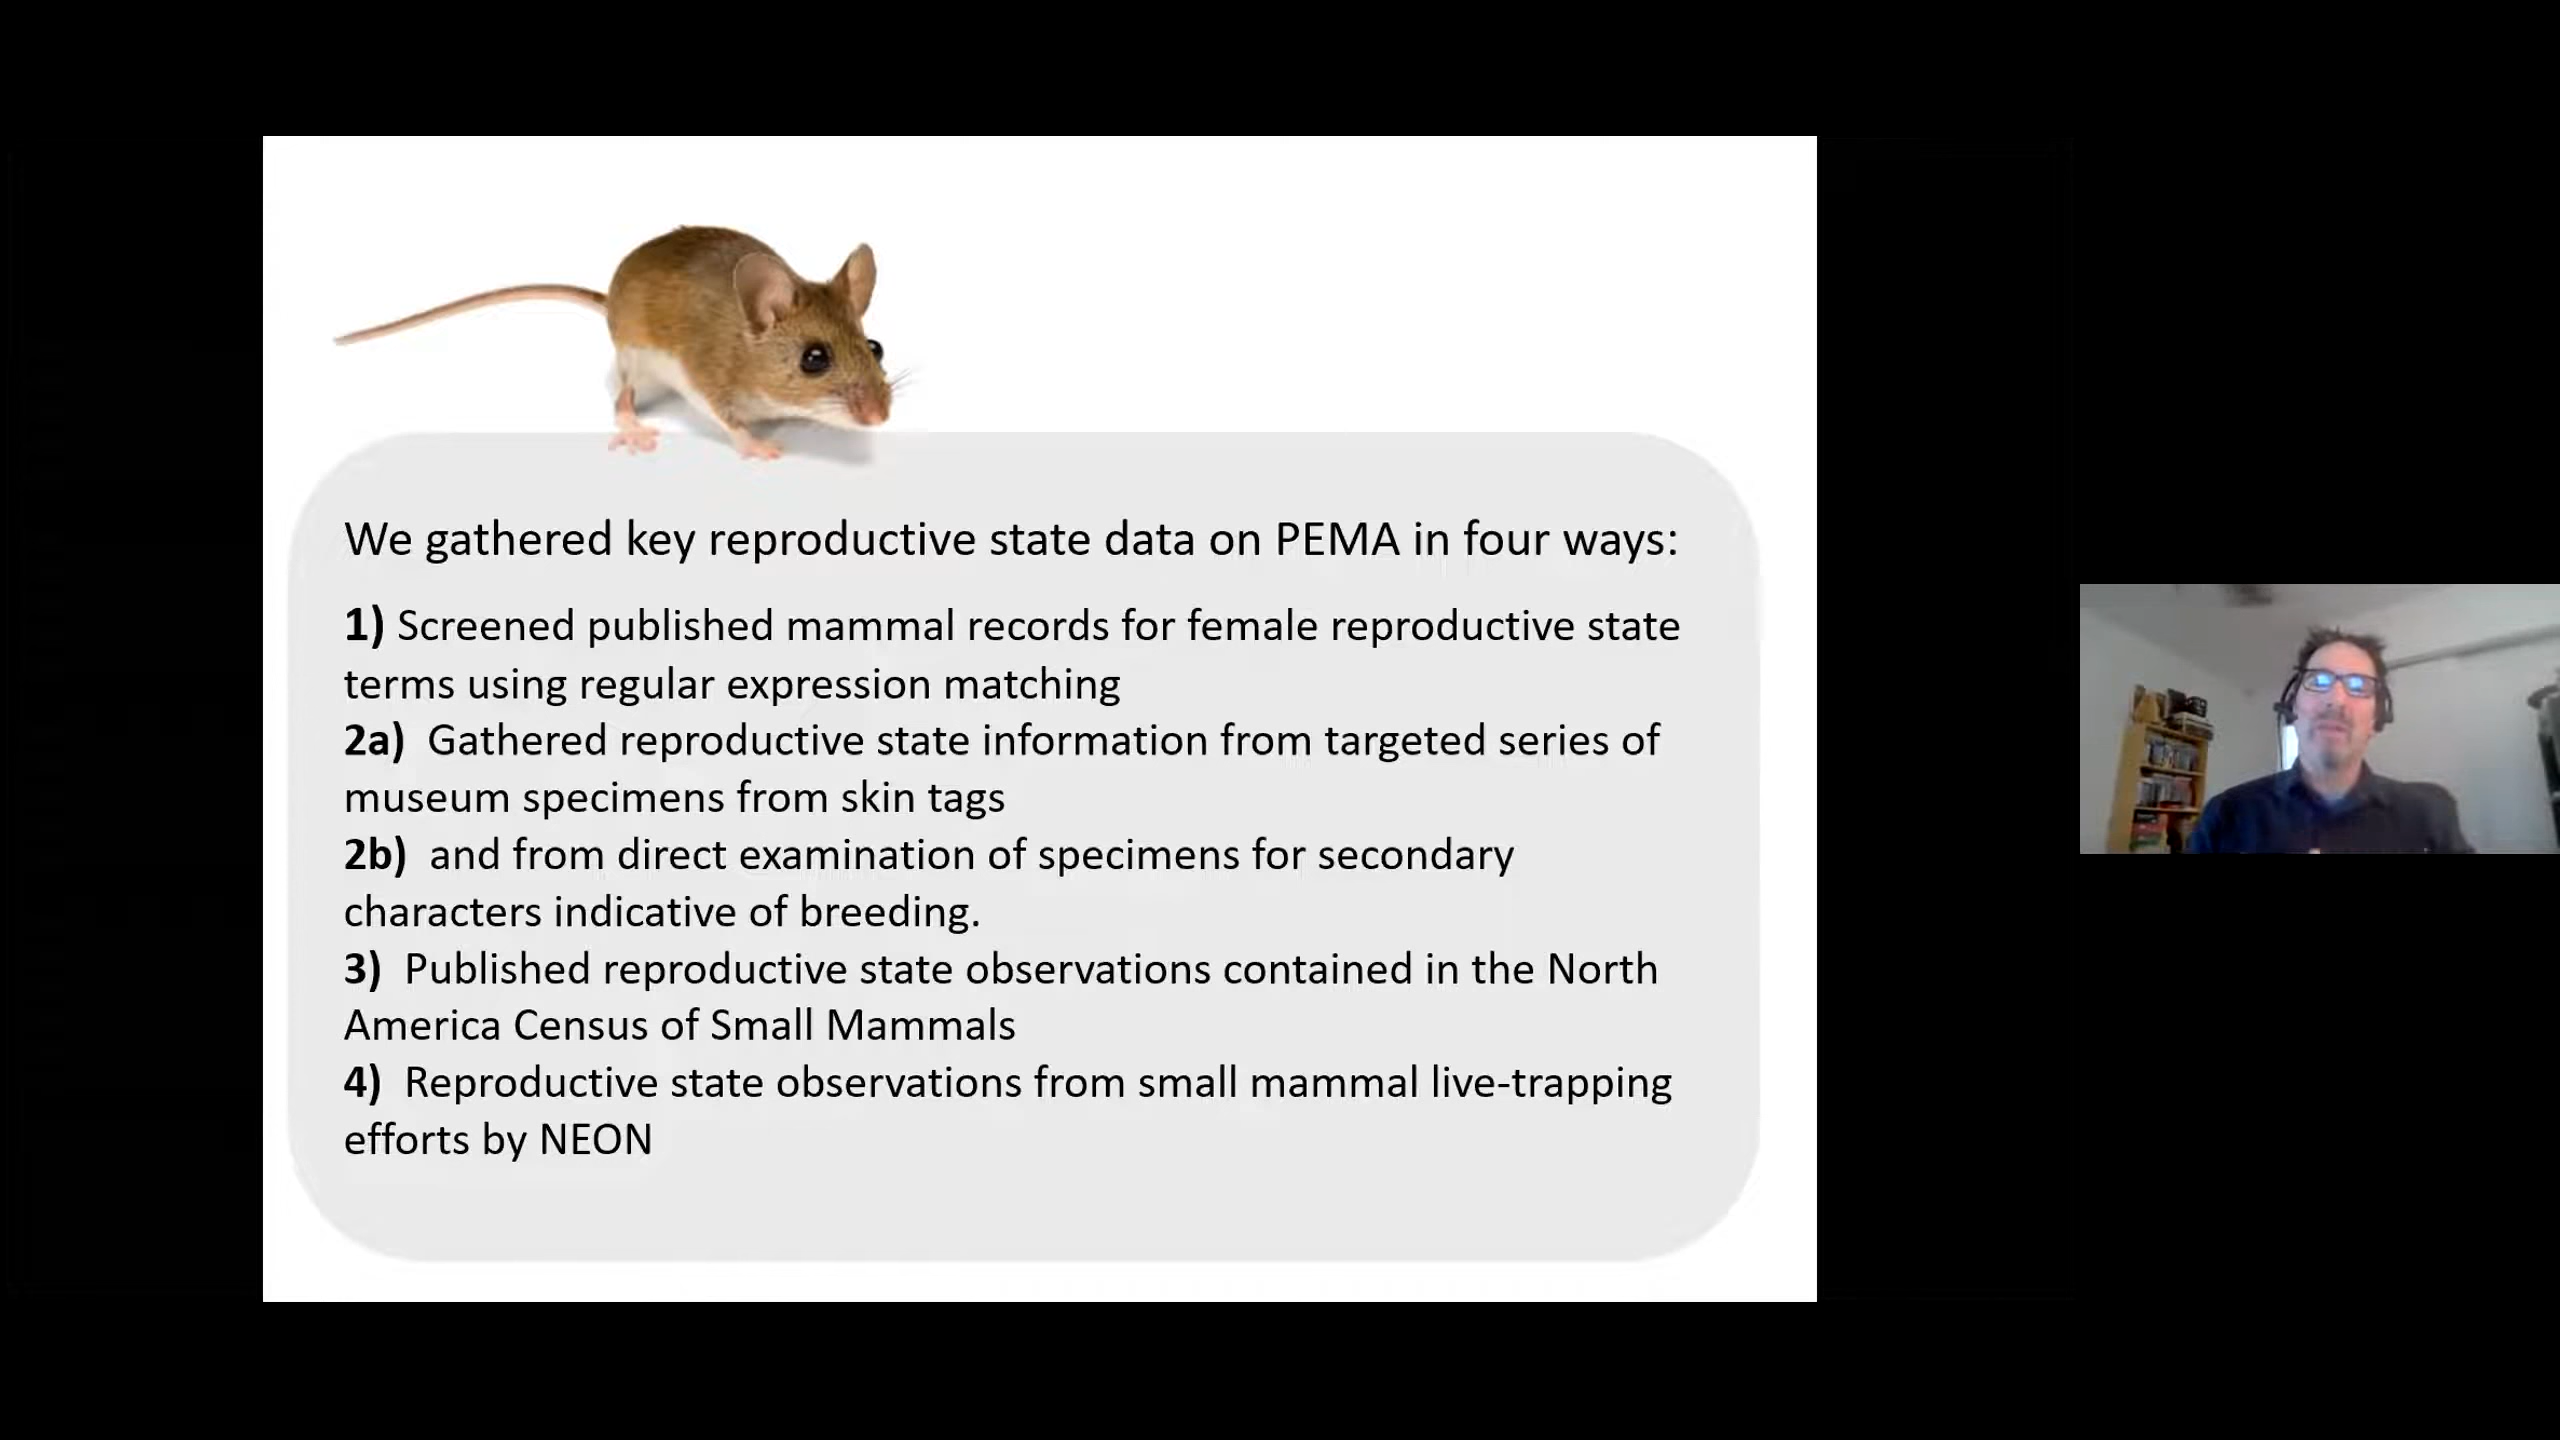 We gathered key reproductive state data on PEMA in four ways:
1) Screened published mammal records for female reproductive state
terms using regular expression matching
2a) Gathered reproductive state information from targeted series of
museum specimens from skin tags
2b) and from direct examination of specimens for secondary
characters indicative of breeding.
3) Published reproductive state observations contained in the North
America Census of Small Mammals
4) Reproductive state observations from small mammal live-trapping
efforts by NEON